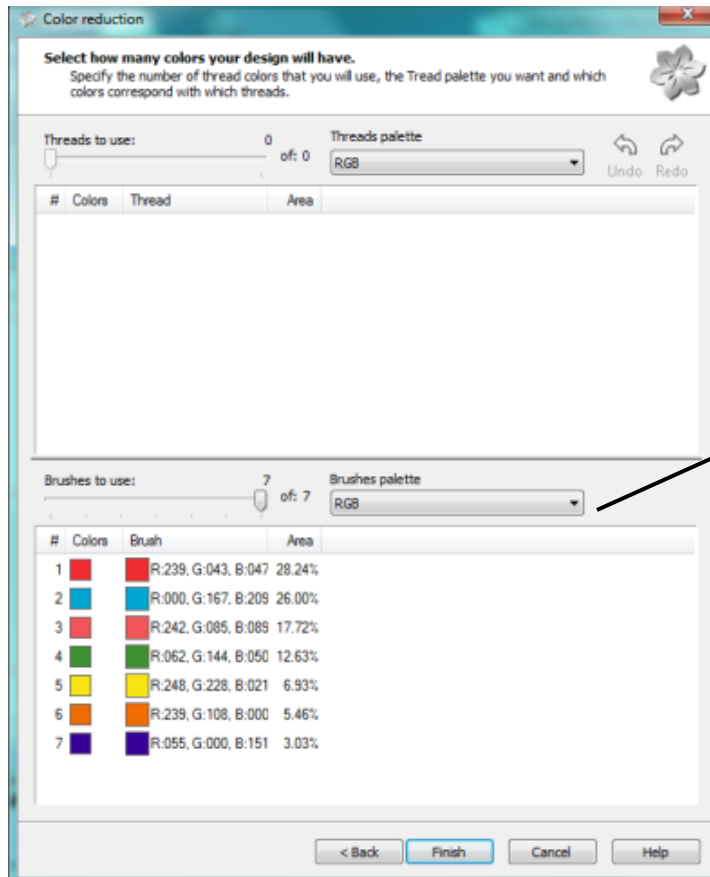 Color reduction
Select how many colors your design will have.
Specify the number of thread colors that you will use, the Tread palette you want and which
colors correspond with which threads.
Threads to use: 0 of: 0 Threads palette
RGB
Undo Redo
# Colors Thread Area
Brushes to use: 7 of: 7 Brushes palette
RGB
# Colors Brush Area
1 R:239, G:043, B:047 28.24%
2 R:000, G:167, B:209 26.00%
3 R:242, G:085, B:089 17.72%
4 R:062, G:144, B:050 12.63%
5 R:248, G:228, B:021 6.93%
6 R:239, G:108, B:000 5.46%
7 R:055, G:000, B:151 3.03%
< Back Finish Cancel Help